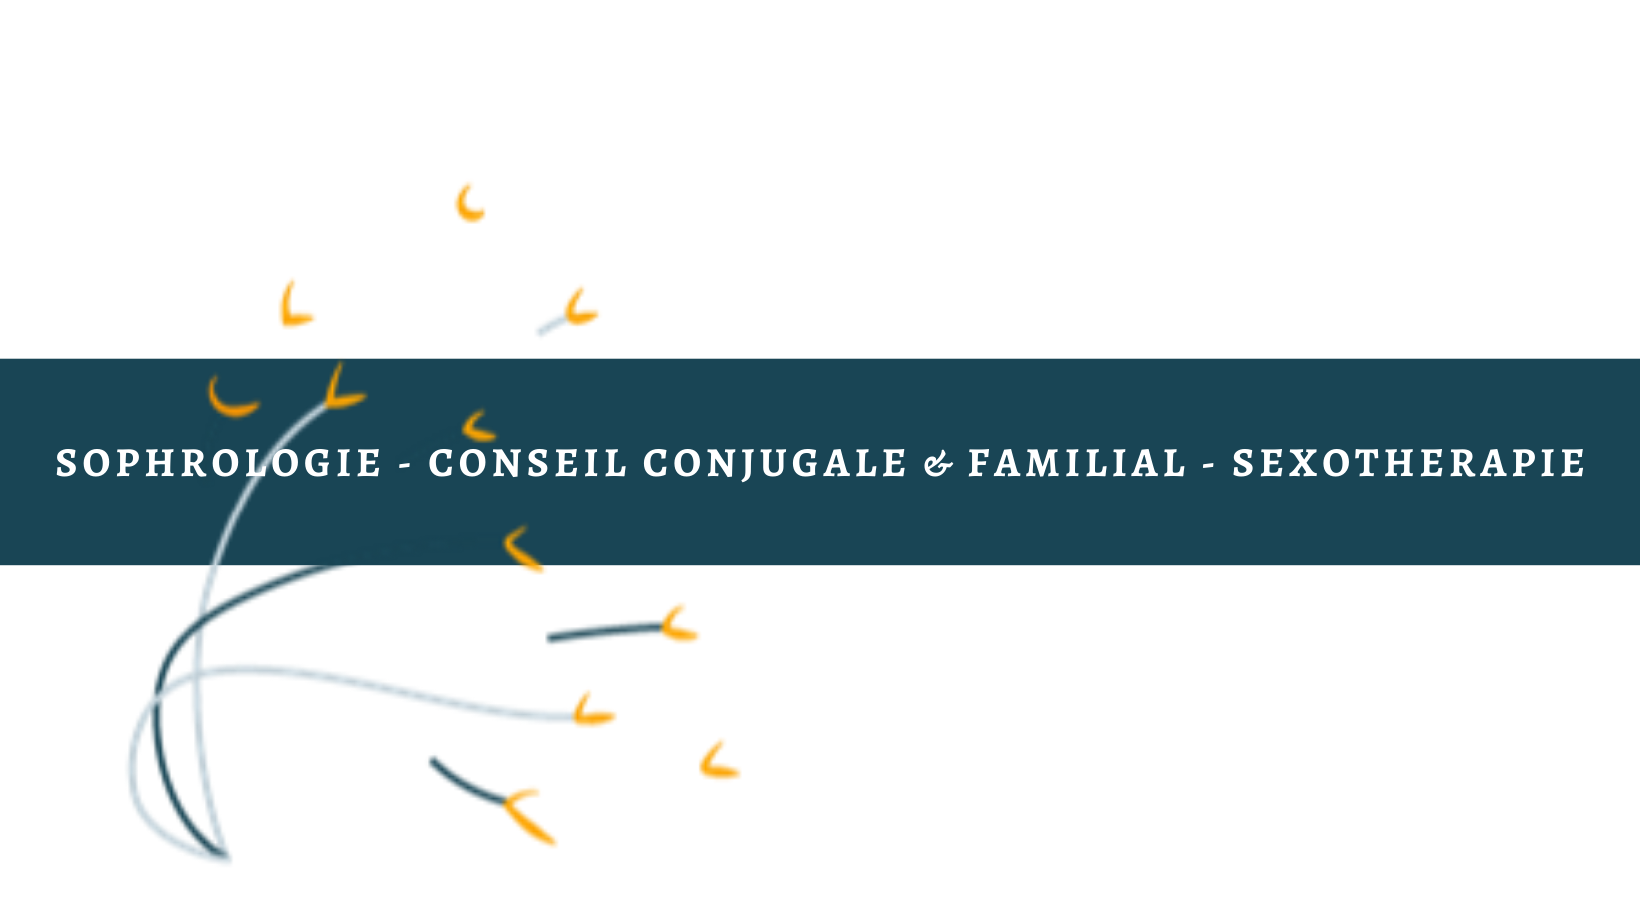 SOPHROLOGIE - CONSEIL CONJUGALE & FAMILIAL - SEXOTHERAPIE